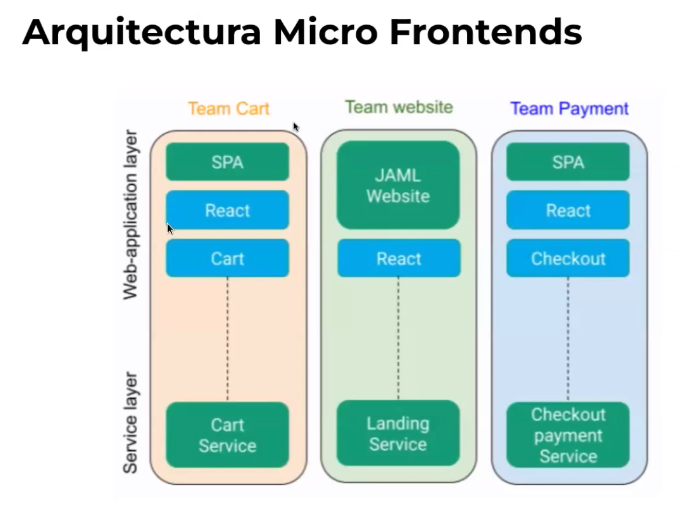 Arquitectura Micro Frontends
Team Cart
Team website
Team Payment
Web-application layer
SPA
React
Cart
JAML
Website
React
SPA
React
Checkout
Service layer
Cart
Service
Landing
Service
Checkout
payment
Service